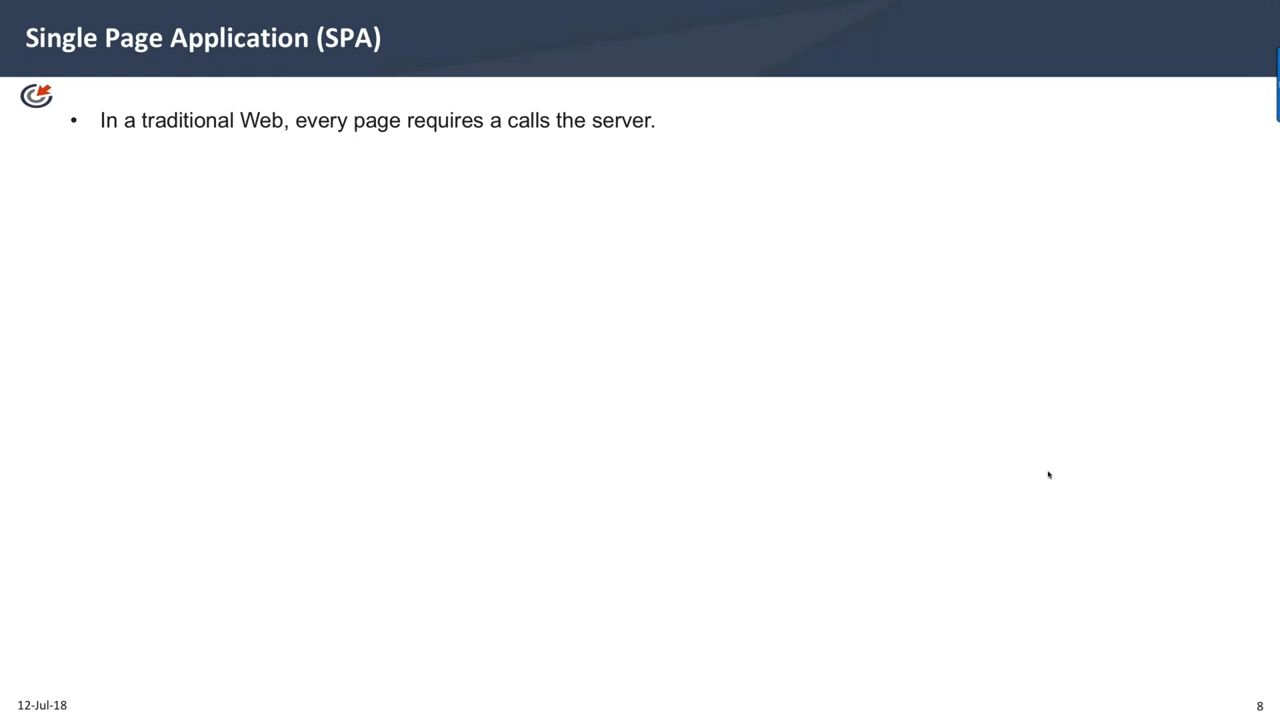 Single Page Application (SPA)
• In a traditional Web, every page requires a calls the server.
12-Jul-18
8